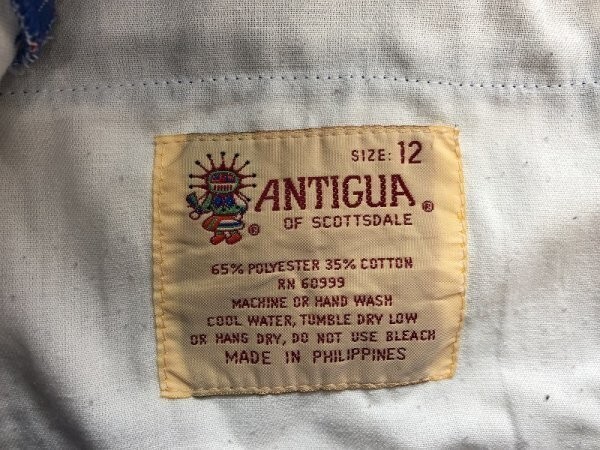 SIZE: 12
ANTIGUA®
®
OF SCOTTSDALE
65% POLYESTER 35% COTTON
RN 60999
MACHINE OR HAND WASH
COOL WATER, TUMBLE DRY LOW
OR HANG DRY, DO NOT USE BLEACH
MADE IN PHILIPPINES